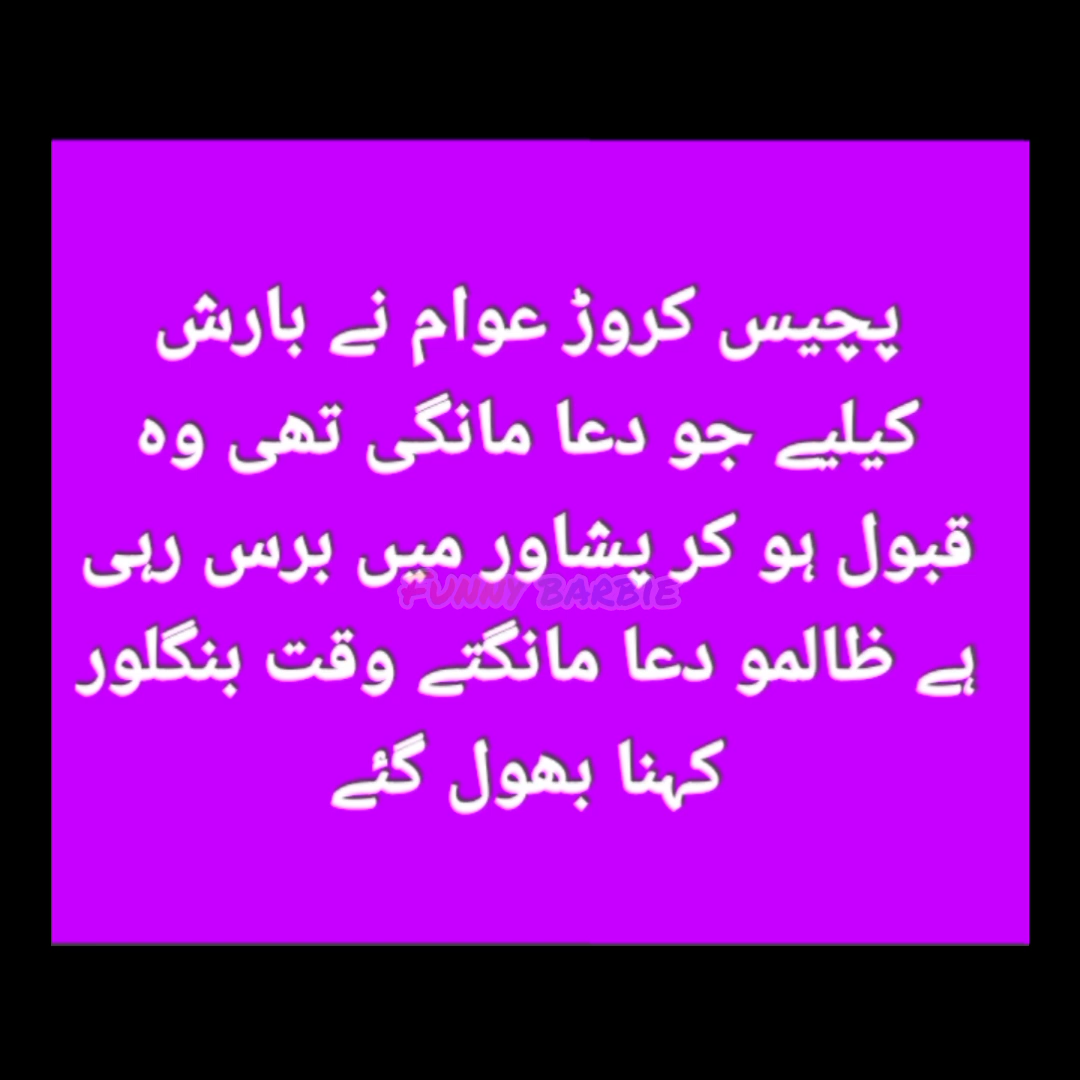 پچیس کروڑ عوام نے بارش
کیلیے جو دعا مانگی تھی وہ
قبول ہو کر پشاور میں برس رہی
FUNNY BARBIE
ہے ظالمو دعا مانگتے وقت بنگلور
کہنا بھول گئے